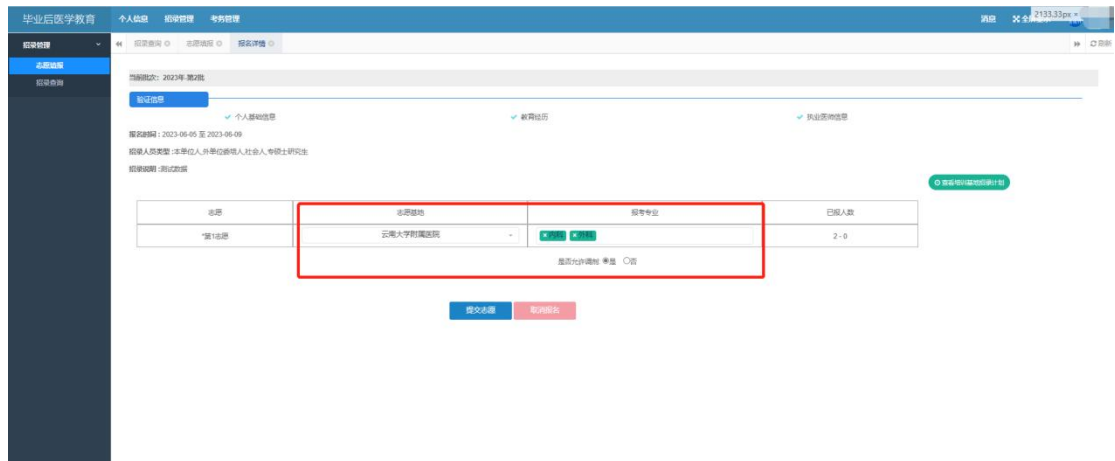 毕业后医学教育 个人信息 招录管理 考务管理 消息 2133.33px ×
招录管理 招录查询 志愿填报 报名详情 刷新
志愿填报
招录查询
当前批次：2023年-第2批
验证信息
个人基础信息 教育经历 执业医师信息
报名时间：2023-06-05 至 2023-06-09
招录人员类型：本单位人,外单位委培人,社会人,专硕士研究生
招录说明：测试数据
查看培训基地招录计划
志愿 志愿基地 报考专业 已报人数
*第1志愿 云南大学附属医院 ×内科 ×外科 2 - 0
是否允许调剂 是 否
提交志愿 取消报名